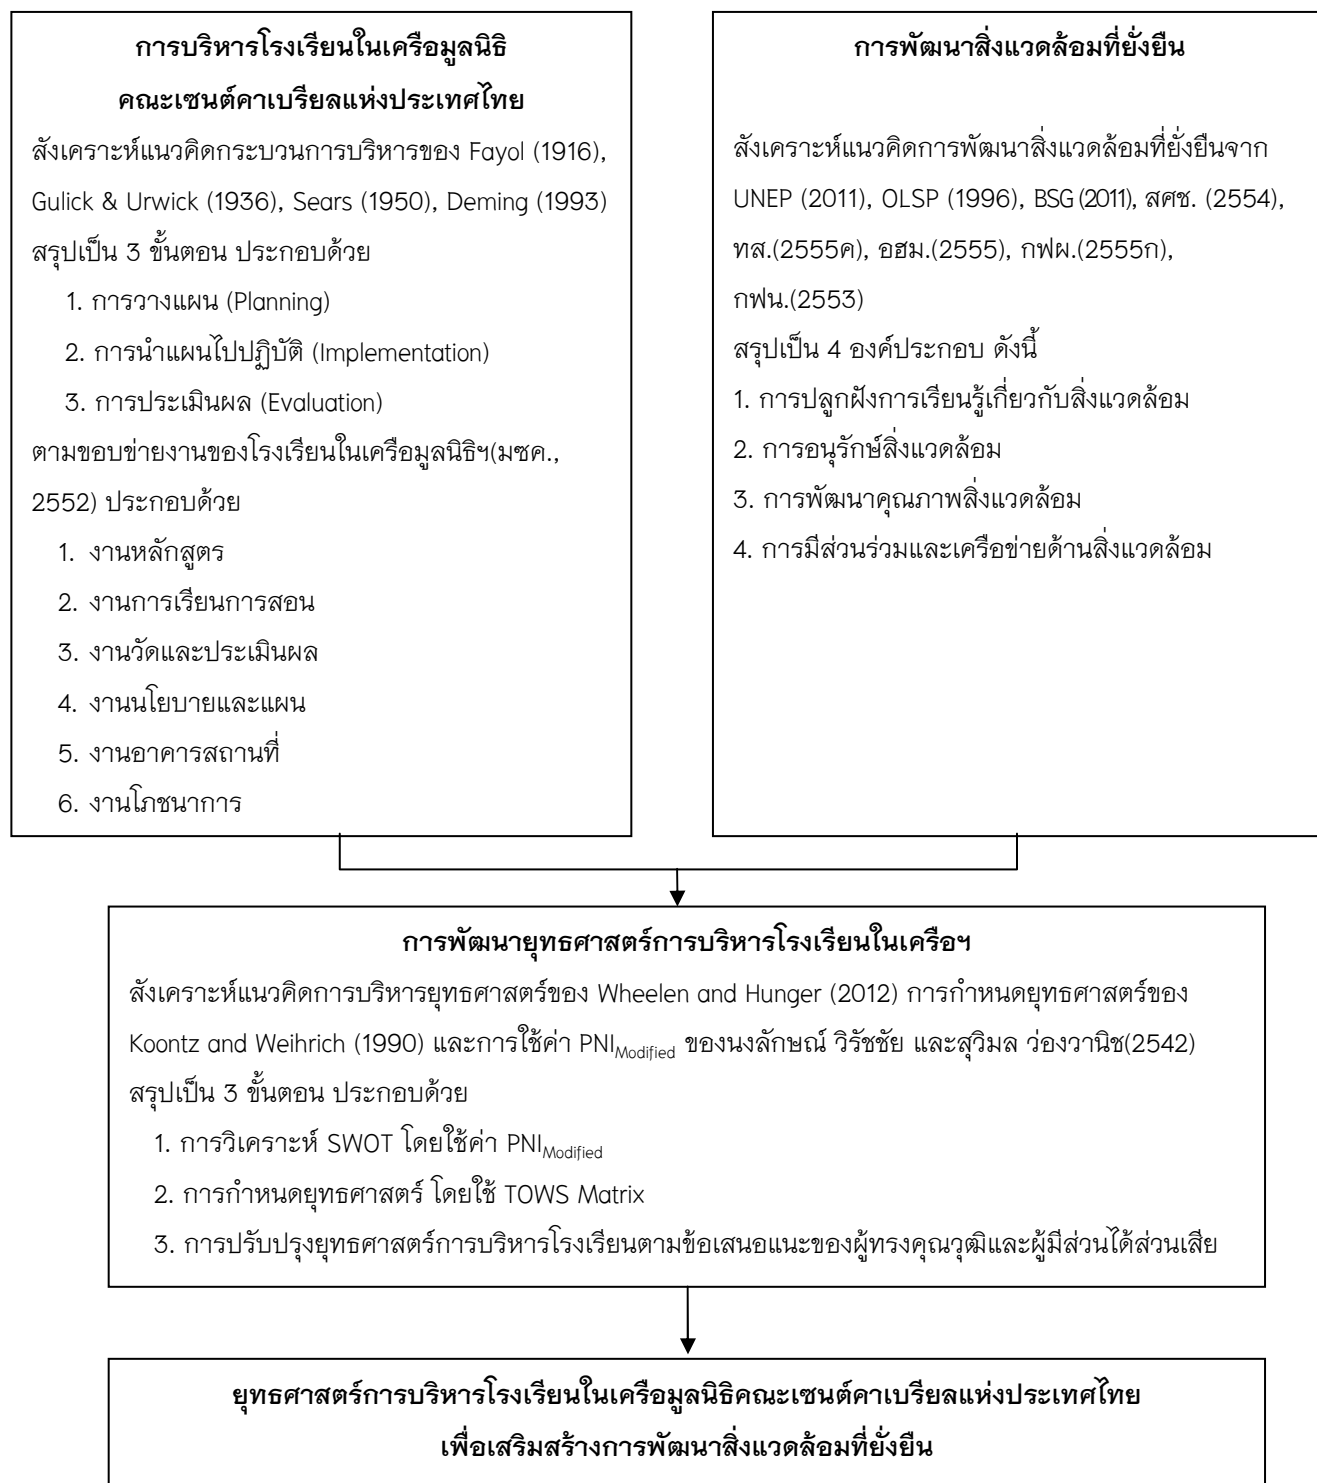 การบริหารโรงเรียนในเครือมูลนิธิ
คณะเซนต์คาเบรียลแห่งประเทศไทย
สังเคราะห์แนวคิดกระบวนการบริหารของ Fayol (1916),
Gulick & Urwick (1936), Sears (1950), Deming (1993)
สรุปเป็น 3 ขั้นตอน ประกอบด้วย
1. การวางแผน (Planning)
2. การนำแผนไปปฏิบัติ (Implementation)
3. การประเมินผล (Evaluation)
ตามขอบข่ายงานของโรงเรียนในเครือมูลนิธิฯ(มซค.,
2552) ประกอบด้วย
1. งานหลักสูตร
2. งานการเรียนการสอน
3. งานวัดและประเมินผล
4. งานนโยบายและแผน
5. งานอาคารสถานที่
6. งานโภชนาการ
การพัฒนาสิ่งแวดล้อมที่ยั่งยืน
สังเคราะห์แนวคิดการพัฒนาสิ่งแวดล้อมที่ยั่งยืนจาก
UNEP (2011), OLSP (1996), BSG (2011), สศช. (2554),
ทส.(2555ค), อฮม.(2555), กฟผ.(2555ก),
กฟน.(2553)
สรุปเป็น 4 องค์ประกอบ ดังนี้
1. การปลูกฝังการเรียนรู้เกี่ยวกับสิ่งแวดล้อม
2. การอนุรักษ์สิ่งแวดล้อม
3. การพัฒนาคุณภาพสิ่งแวดล้อม
4. การมีส่วนร่วมและเครือข่ายด้านสิ่งแวดล้อม
การพัฒนายุทธศาสตร์การบริหารโรงเรียนในเครือฯ
สังเคราะห์แนวคิดการบริหารยุทธศาสตร์ของ Wheelen and Hunger (2012) การกำหนดยุทธศาสตร์ของ
Koontz and Weihrich (1990) และการใช้ค่า PNI Modified ของนงลักษณ์ วิรัชชัย และสุวิมล ว่องวานิช(2542)
สรุปเป็น 3 ขั้นตอน ประกอบด้วย
1. การวิเคราะห์ SWOT โดยใช้ค่า PNI Modified
2. การกำหนดยุทธศาสตร์ โดยใช้ TOWS Matrix
3. การปรับปรุงยุทธศาสตร์การบริหารโรงเรียนตามข้อเสนอแนะของผู้ทรงคุณวุฒิและผู้มีส่วนได้ส่วนเสีย
ยุทธศาสตร์การบริหารโรงเรียนในเครือมูลนิธิคณะเซนต์คาเบรียลแห่งประเทศไทย
เพื่อเสริมสร้างการพัฒนาสิ่งแวดล้อมที่ยั่งยืน